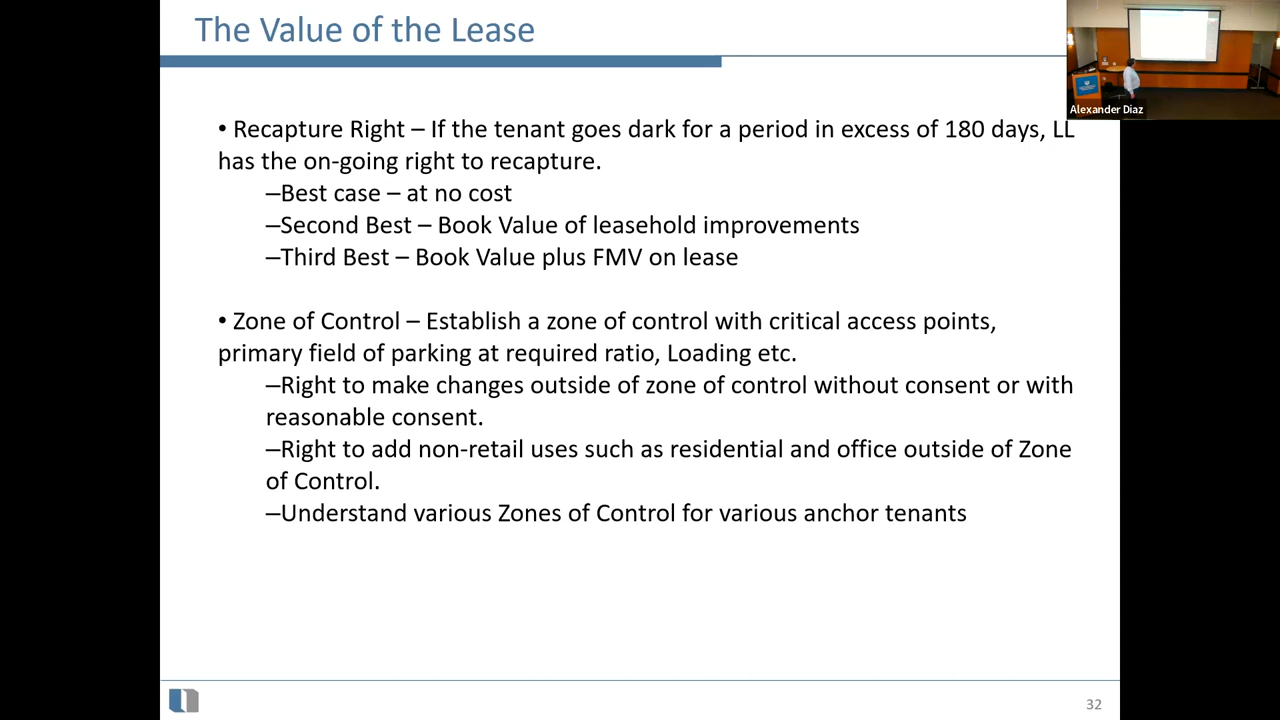 The Value of the Lease
Alexander Diaz
• Recapture Right – If the tenant goes dark for a period in excess of 180 days, LL
has the on-going right to recapture.
–Best case – at no cost
–Second Best – Book Value of leasehold improvements
–Third Best – Book Value plus FMV on lease
• Zone of Control – Establish a zone of control with critical access points,
primary field of parking at required ratio, Loading etc.
–Right to make changes outside of zone of control without consent or with
reasonable consent.
–Right to add non-retail uses such as residential and office outside of Zone
of Control.
–Understand various Zones of Control for various anchor tenants
32